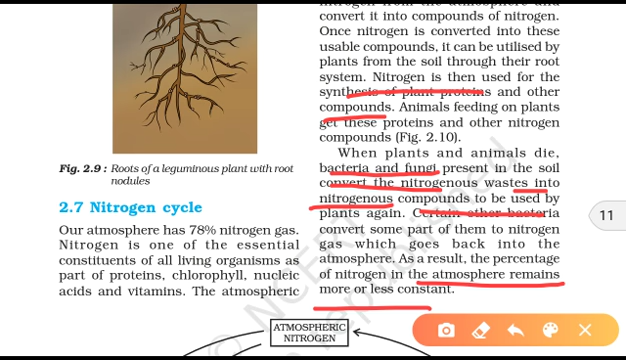 Fig. 2.9 : Roots of a leguminous plant with root
nodules
2.7 Nitrogen cycle
Our atmosphere has 78% nitrogen gas.
Nitrogen is one of the essential
constituents of all living organisms as
part of proteins, chlorophyll, nucleic
acids and vitamins. The atmospheric
nitrogen from the atmosphere and
convert it into compounds of nitrogen.
Once nitrogen is converted into these
usable compounds, it can be utilised by
plants from the soil through their root
system. Nitrogen is then used for the
synthesis of plant proteins and other
compounds. Animals feeding on plants
get these proteins and other nitrogen
compounds (Fig. 2.10).
When plants and animals die,
bacteria and fungi present in the soil
convert the nitrogenous wastes into
nitrogenous compounds to be used by
plants again. Certain other bacteria
convert some part of them to nitrogen
gas which goes back into the
atmosphere. As a result, the percentage
of nitrogen in the atmosphere remains
more or less constant.
ATMOSPHERIC
NITROGEN
11
© NCERT
republished